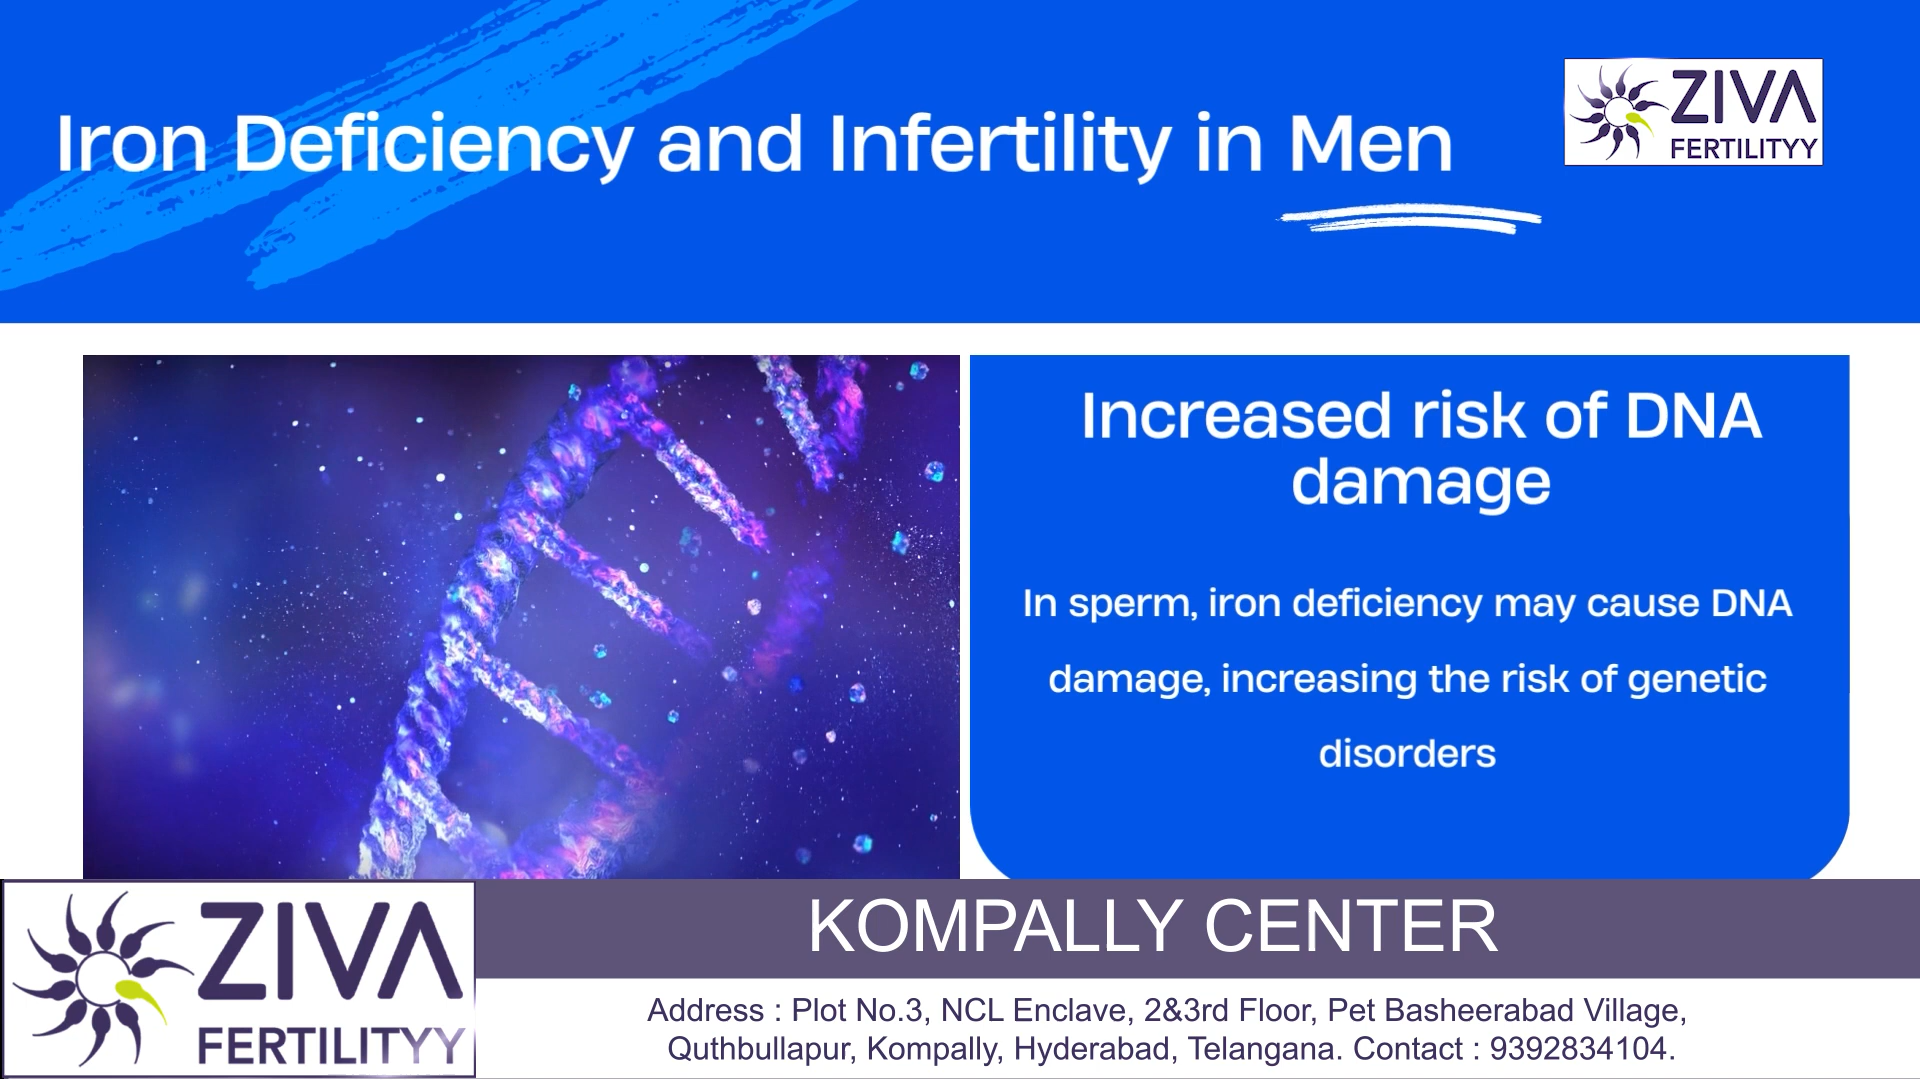 Iron Deficiency and Infertility in Men
ZIVA
FERTILITYY
Increased risk of DNA
damage
In sperm, iron deficiency may cause DNA
damage, increasing the risk of genetic
disorders
ZIVA
FERTILITYY
KOMPALLY CENTER
Address : Plot No.3, NCL Enclave, 2&3rd Floor, Pet Basheerabad Village,
Quthbullapur, Kompally, Hyderabad, Telangana. Contact : 9392834104.